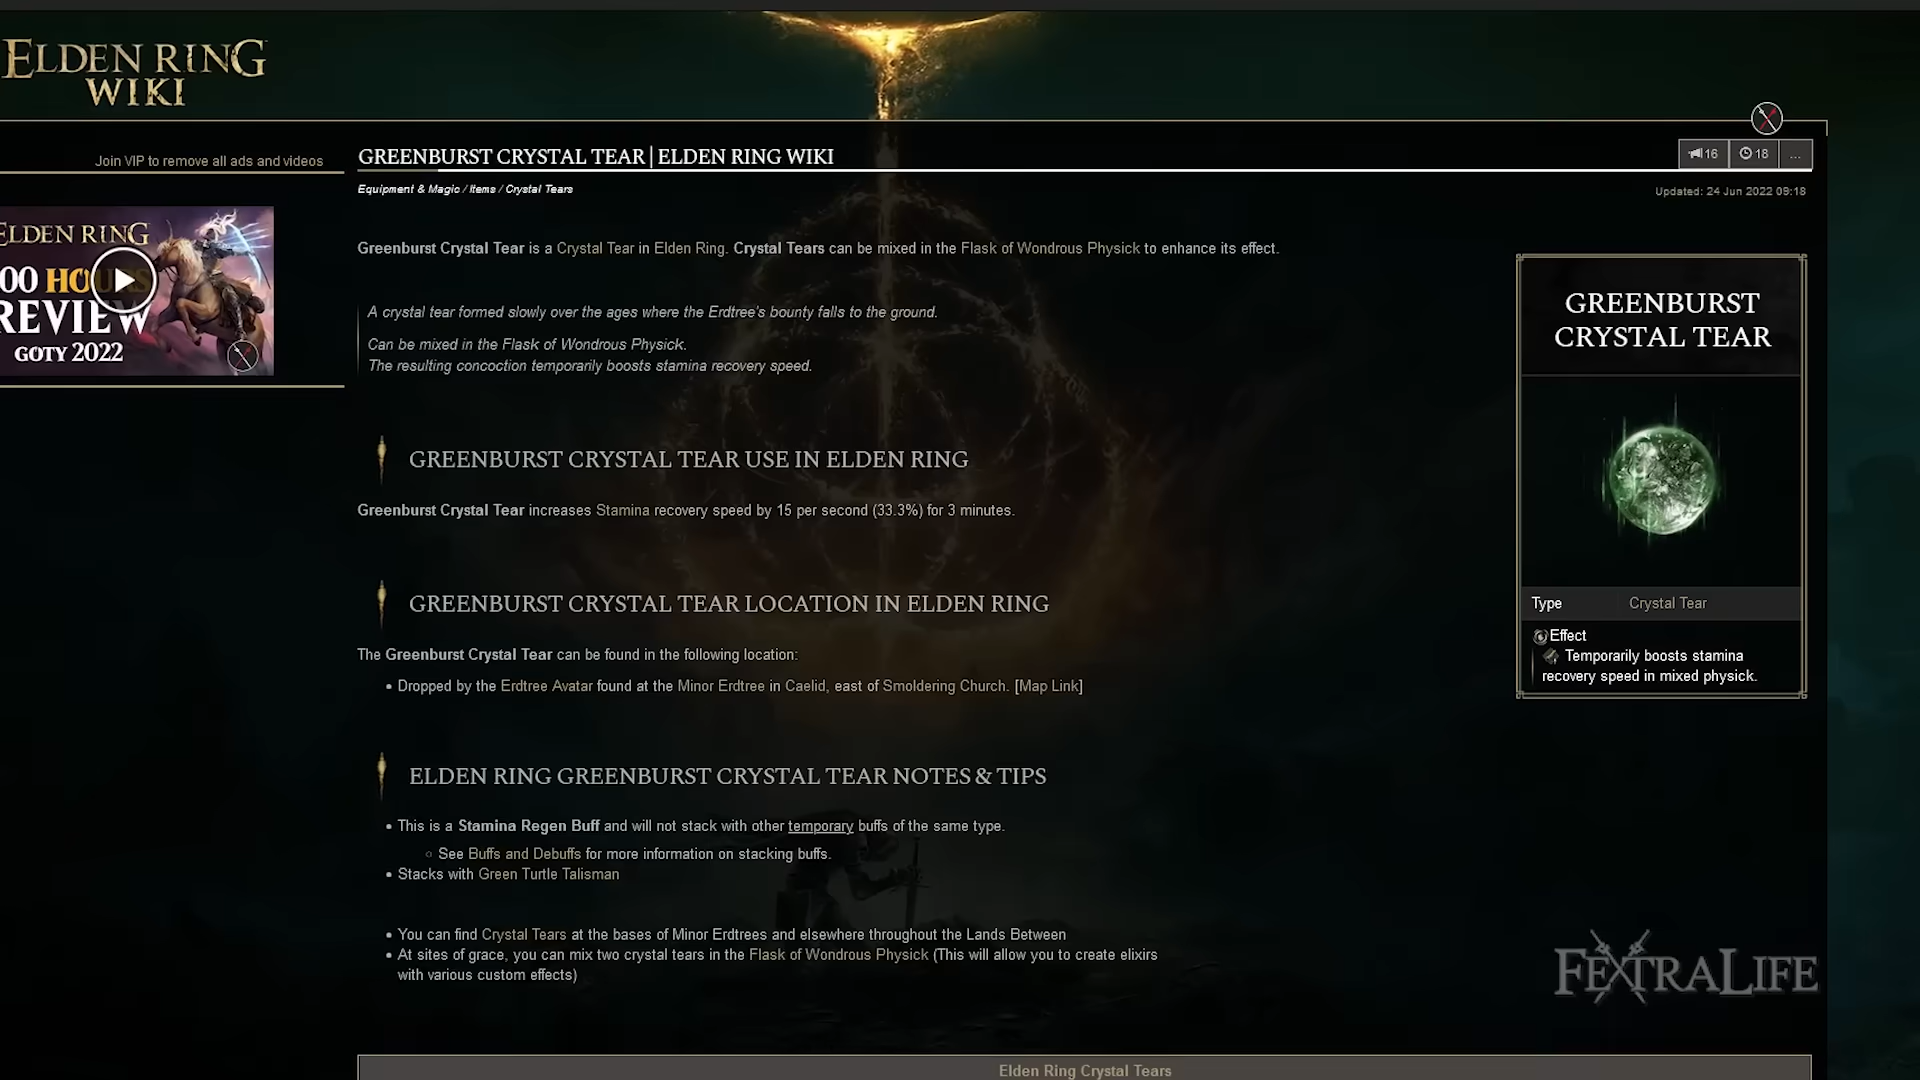 ELDEN RING
WIKI
Join VIP to remove all ads and videos
GREENBURST CRYSTAL TEAR | ELDEN RING WIKI
16
18
...
Equipment & Magic / Items / Crystal Tears
Updated: 24 Jun 2022 09:18
ELDEN RING
00 HOURS
REVIEW
GOTY 2022
Greenburst Crystal Tear is a Crystal Tear in Elden Ring. Crystal Tears can be mixed in the Flask of Wondrous Physick to enhance its effect.
A crystal tear formed slowly over the ages where the Erdtree's bounty falls to the ground.
Can be mixed in the Flask of Wondrous Physick.
The resulting concoction temporarily boosts stamina recovery speed.
GREENBURST CRYSTAL TEAR USE IN ELDEN RING
Greenburst Crystal Tear increases Stamina recovery speed by 15 per second (33.3%) for 3 minutes.
GREENBURST CRYSTAL TEAR LOCATION IN ELDEN RING
The Greenburst Crystal Tear can be found in the following location:
• Dropped by the Erdtree Avatar found at the Minor Erdtree in Caelid, east of Smoldering Church. [Map Link]
ELDEN RING GREENBURST CRYSTAL TEAR NOTES & TIPS
• This is a Stamina Regen Buff and will not stack with other temporary buffs of the same type.
○ See Buffs and Debuffs for more information on stacking buffs.
• Stacks with Green Turtle Talisman
• You can find Crystal Tears at the bases of Minor Erdtrees and elsewhere throughout the Lands Between
• At sites of grace, you can mix two crystal tears in the Flask of Wondrous Physick (This will allow you to create elixirs
with various custom effects)
GREENBURST
CRYSTAL TEAR
Type Crystal Tear
Effect
Temporarily boosts stamina
recovery speed in mixed physick.
FEXTRALIFE
Elden Ring Crystal Tears